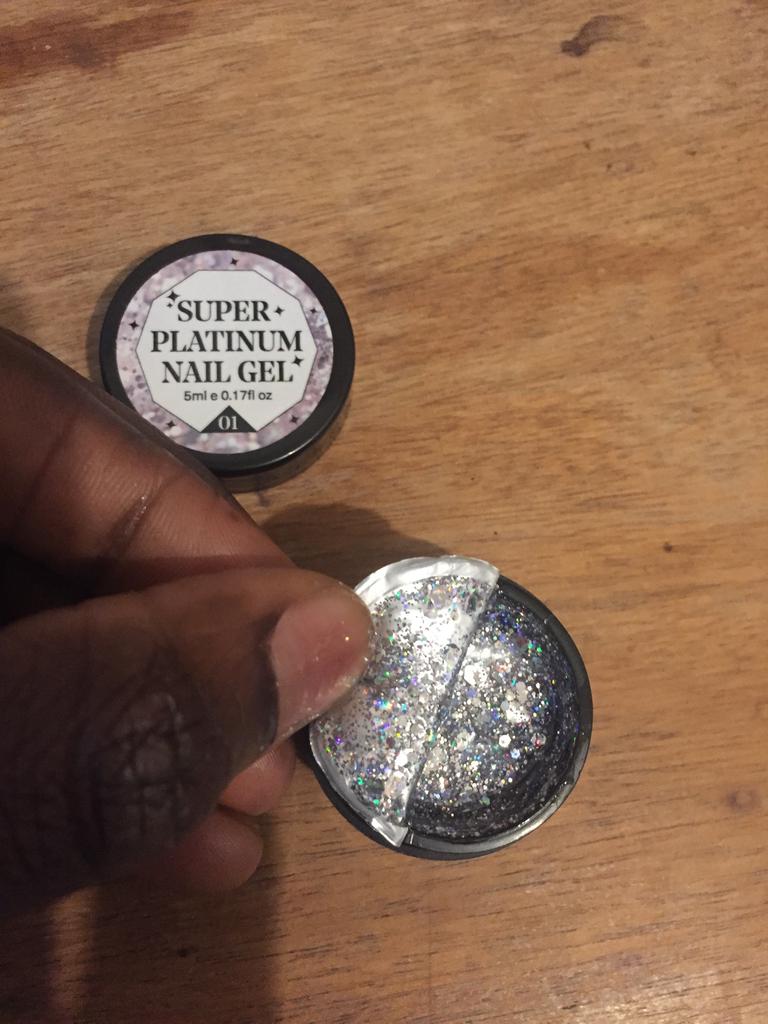 SUPER
PLATINUM
NAIL GEL
5ml e 0.17fl oz
01